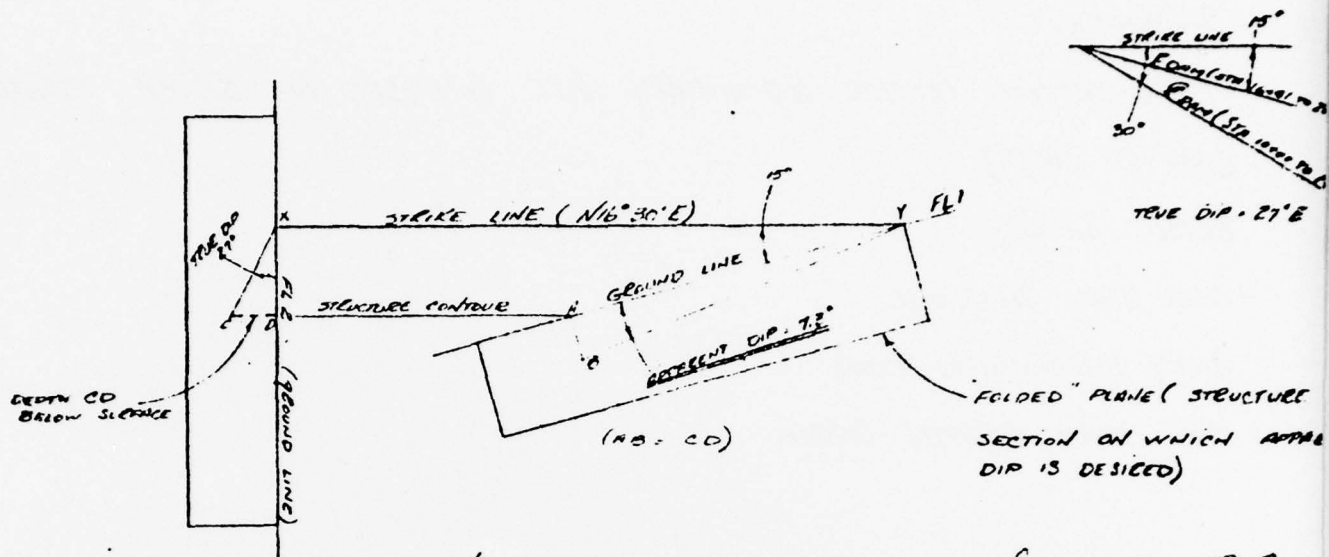 STRIKE LINE
15°
30°
TRUE DIP = 27°E
15°
X
STRIKE LINE (N16°30'E)
Y
FL1
TRUE DIP
27°
FL2
(GROUND LINE)
GROUND LINE
STRUCTURE CONTOUR
A
C
D
B
APPARENT DIP = 7.2°
DEPTH CD
BELOW SURFACE
(AB = CD)
"FOLDED" PLANE (STRUCTURE
SECTION ON WHICH
DIP IS DESIRED)